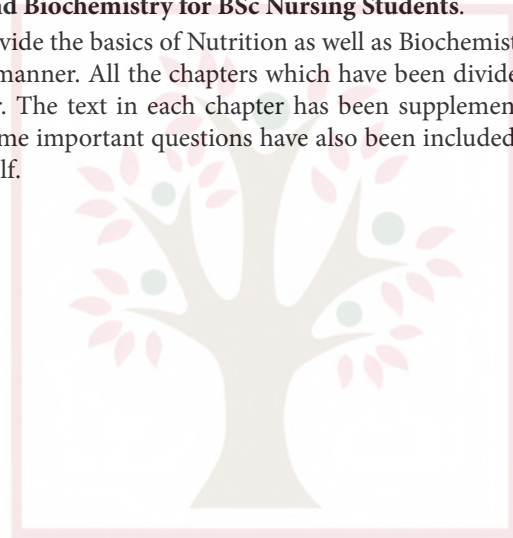 nd Biochemistry for BSc Nursing Students.
vide the basics of Nutrition as well as Biochemist
manner. All the chapters which have been divide
r. The text in each chapter has been supplemen
me important questions have also been included
lf.